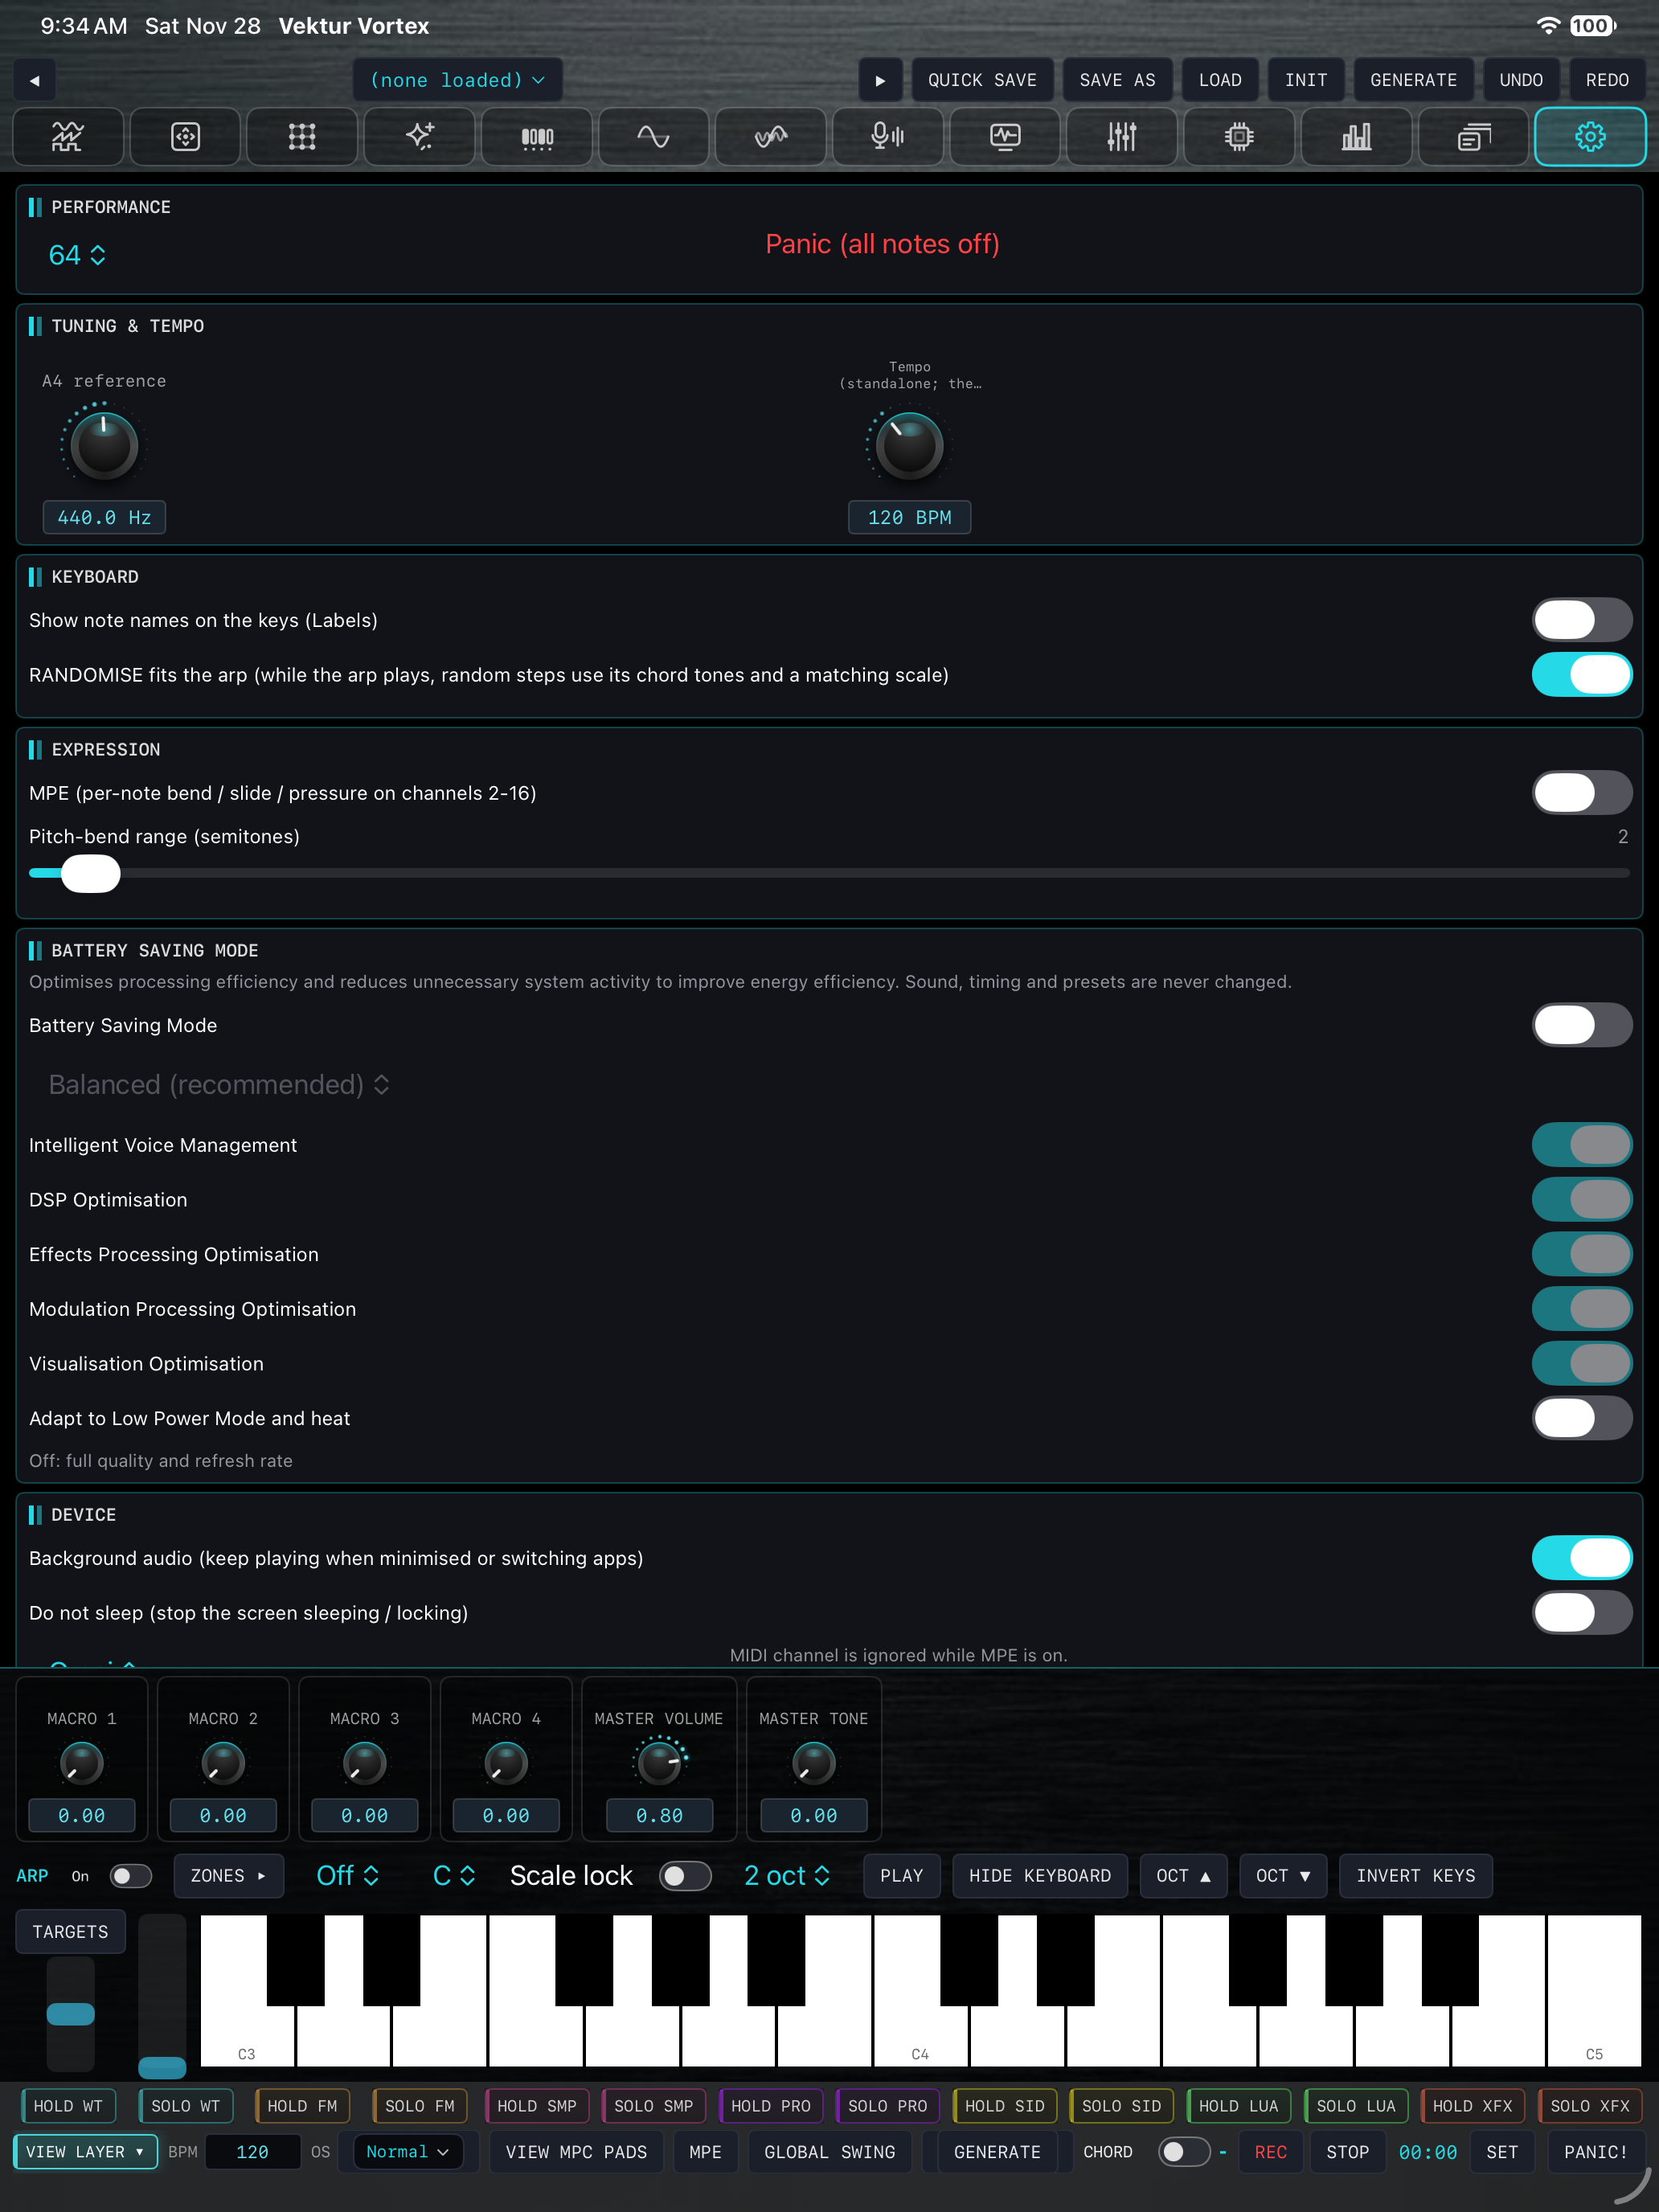 9:34 AM Sat Nov 28 Vektur Vortex
100
(none loaded)
QUICK SAVE SAVE AS LOAD INIT GENERATE UNDO REDO
PERFORMANCE
64
Panic (all notes off)
TUNING & TEMPO
A4 reference
Tempo
(standalone; the…
440.0 Hz
120 BPM
KEYBOARD
Show note names on the keys (Labels)
RANDOMISE fits the arp (while the arp plays, random steps use its chord tones and a matching scale)
EXPRESSION
MPE (per-note bend / slide / pressure on channels 2-16)
Pitch-bend range (semitones)
2
BATTERY SAVING MODE
Optimises processing efficiency and reduces unnecessary system activity to improve energy efficiency. Sound, timing and presets are never changed.
Battery Saving Mode
Balanced (recommended)
Intelligent Voice Management
DSP Optimisation
Effects Processing Optimisation
Modulation Processing Optimisation
Visualisation Optimisation
Adapt to Low Power Mode and heat
Off: full quality and refresh rate
DEVICE
Background audio (keep playing when minimised or switching apps)
Do not sleep (stop the screen sleeping / locking)
MIDI channel is ignored while MPE is on.
MACRO 1 MACRO 2 MACRO 3 MACRO 4 MASTER VOLUME MASTER TONE
0.00 0.00 0.00 0.00 0.80 0.00
ARP On ZONES ▸ Off C Scale lock 2 oct PLAY HIDE KEYBOARD OCT ▲ OCT ▼ INVERT KEYS
TARGETS
C3 C4 C5
HOLD WT SOLO WT HOLD FM SOLO FM HOLD SMP SOLO SMP HOLD PRO SOLO PRO HOLD SID SOLO SID HOLD LUA SOLO LUA HOLD XFX SOLO XFX
VIEW LAYER ▼ BPM 120 OS Normal VIEW MPC PADS MPE GLOBAL SWING GENERATE CHORD - REC STOP 00:00 SET PANIC!